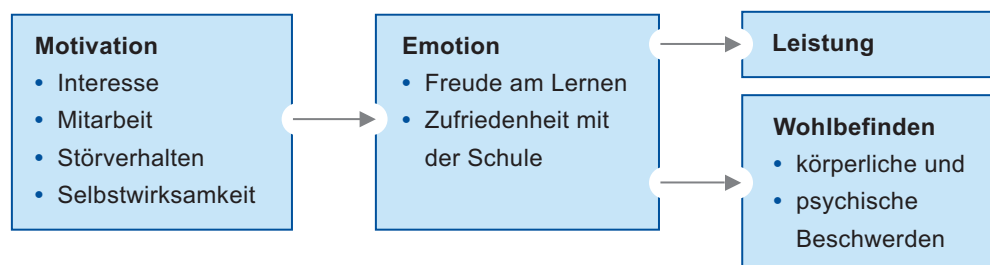 Motivation
• Interesse
• Mitarbeit
• Störverhalten
• Selbstwirksamkeit
Emotion
• Freude am Lernen
• Zufriedenheit mit
der Schule
Leistung
Wohlbefinden
• körperliche und
• psychische
Beschwerden